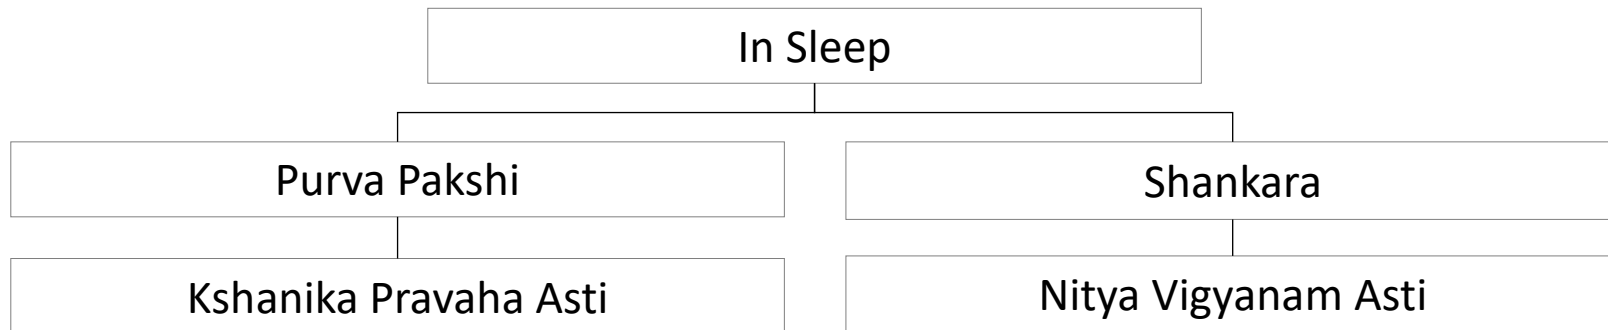 In Sleep
Purva Pakshi
Shankara
Kshanika Pravaha Asti
Nitya Vigyanam Asti